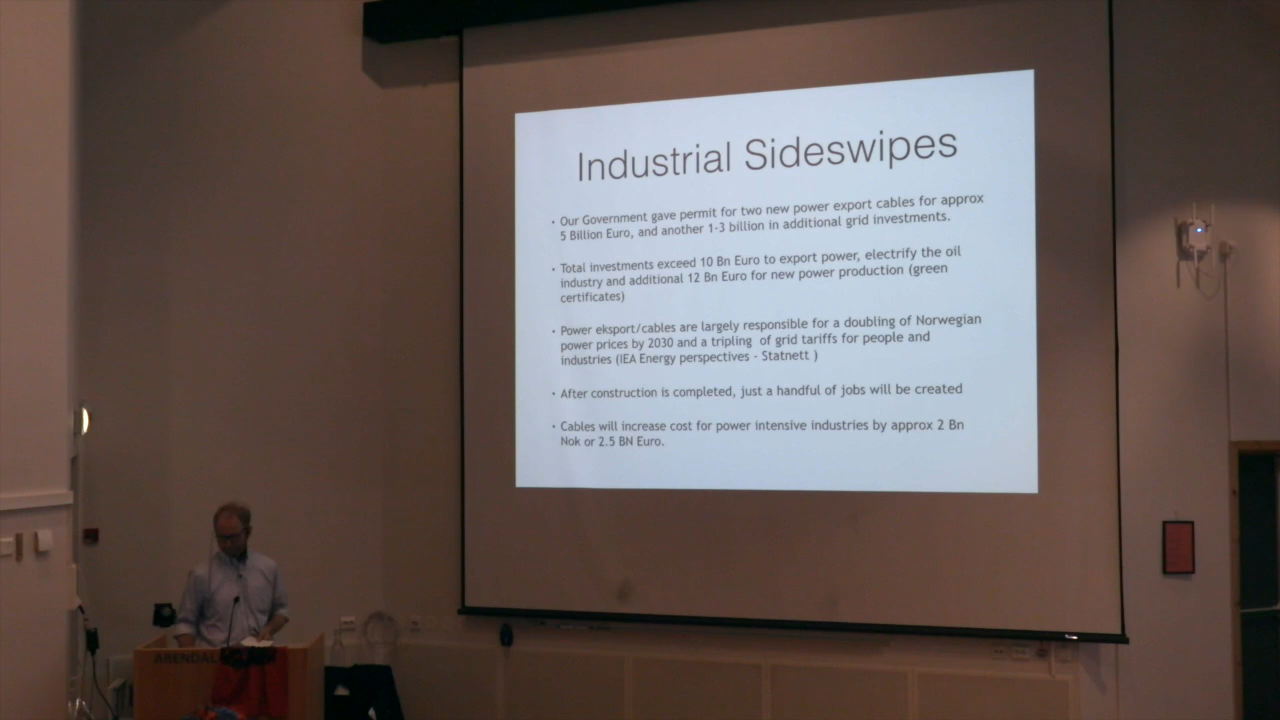 Industrial Sideswipes
• Our Government gave permit for two new power export cables for approx
5 Billion Euro, and another 1-3 billion in additional grid investments.
• Total investments exceed 10 Bn Euro to export power, electrify the oil
industry and additional 12 Bn Euro for new power production (green
certificates)
• Power eksport/cables are largely responsible for a doubling of Norwegian
power prices by 2030 and a tripling of grid tariffs for people and
industries (IEA Energy perspectives - Statnett )
• After construction is completed, just a handful of jobs will be created
• Cables will increase cost for power intensive industries by approx 2 Bn
Nok or 2.5 BN Euro.